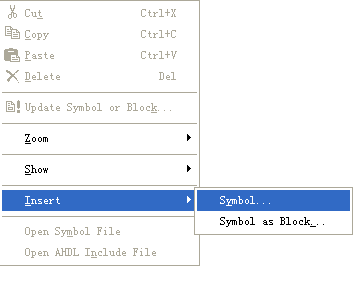 Cut Ctrl+X
Copy Ctrl+C
Paste Ctrl+V
Delete Del
Update Symbol or Block...
Zoom
Show
Insert
Symbol...
Symbol as Block...
Open Symbol File
Open AHDL Include File